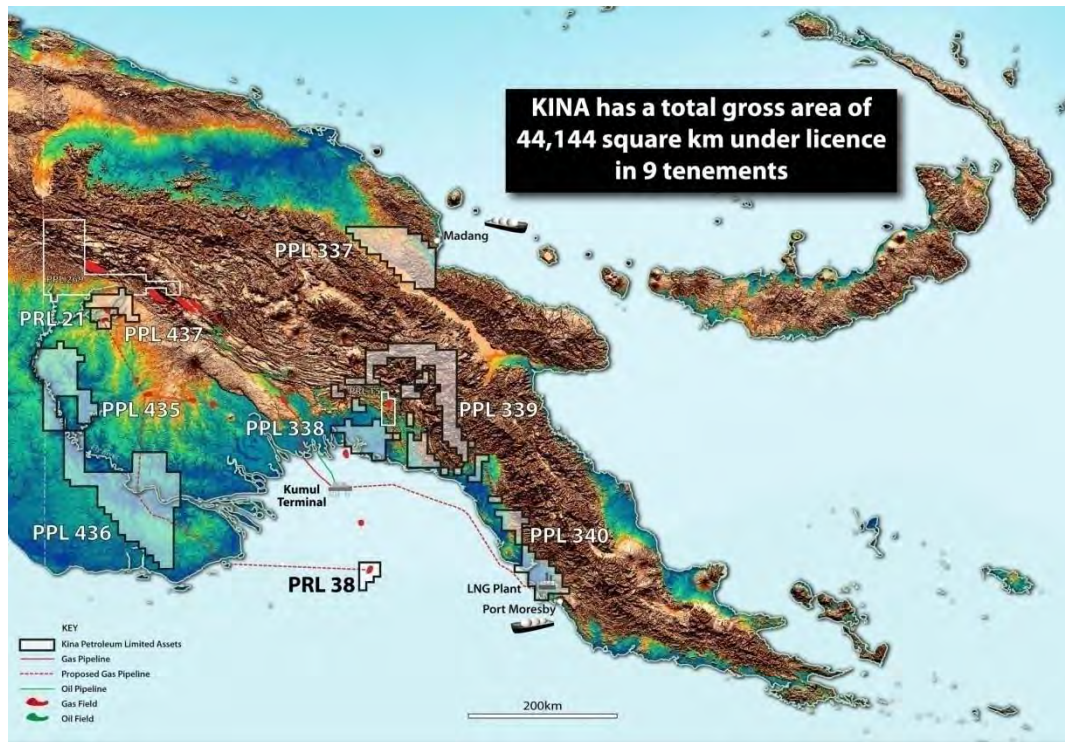 KINA has a total gross area of
44,144 square km under licence
in 9 tenements
Madang
PPL 337
PRL 21
PPL 437
PPL 435
PPL 338
PPL 339
Kumul
Terminal
PPL 436
PPL 340
PRL 38
LNG Plant
Port Moresby
KEY
Kina Petroleum Limited Assets
Gas Pipeline
Proposed Gas Pipeline
Oil Pipeline
Gas Field
Oil Field
200km